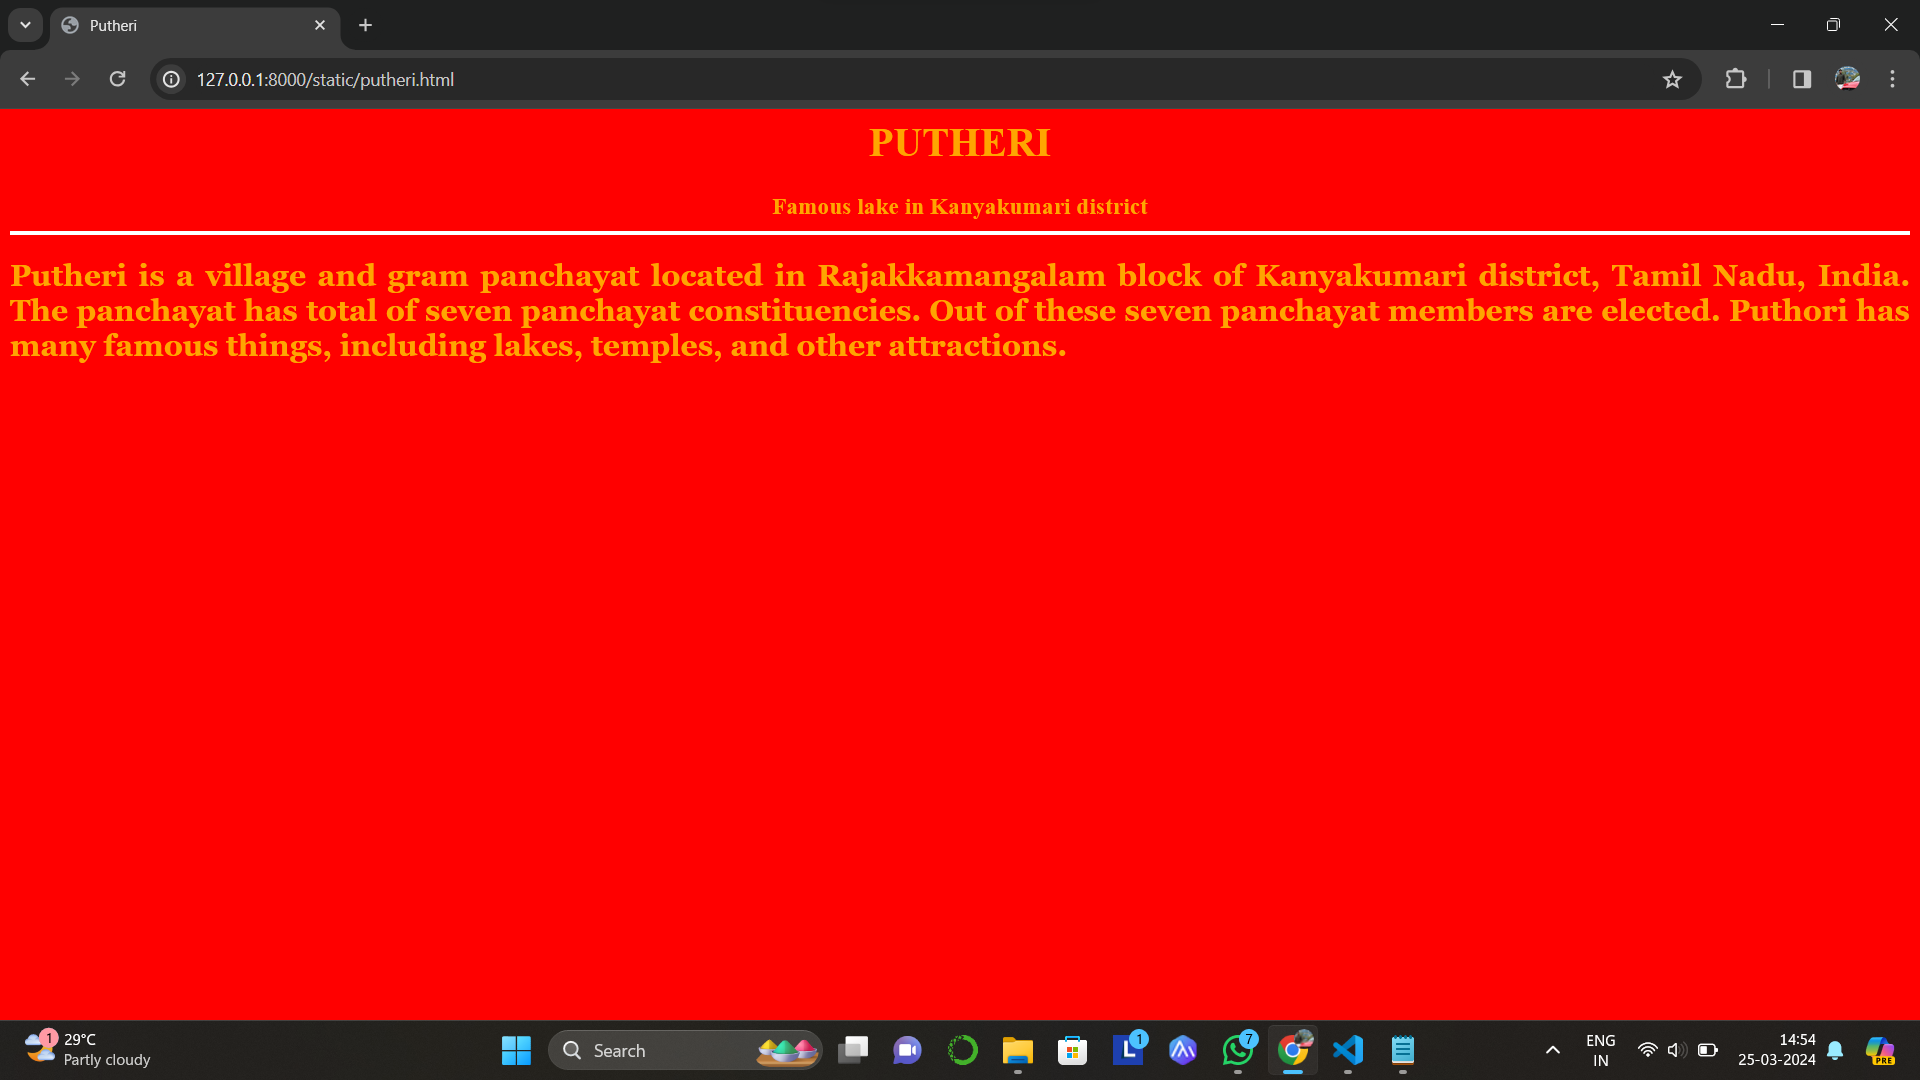 Putheri
127.0.0.1:8000/static/putheri.html
PUTHERI
Famous lake in Kanyakumari district
Putheri is a village and gram panchayat located in Rajakkamangalam block of Kanyakumari district, Tamil Nadu, India.
The panchayat has total of seven panchayat constituencies. Out of these seven panchayat members are elected. Puthori has
many famous things, including lakes, temples, and other attractions.
1
29°C
Partly cloudy
Search
L
1
7
ENG
IN
14:54
25-03-2024
PRE